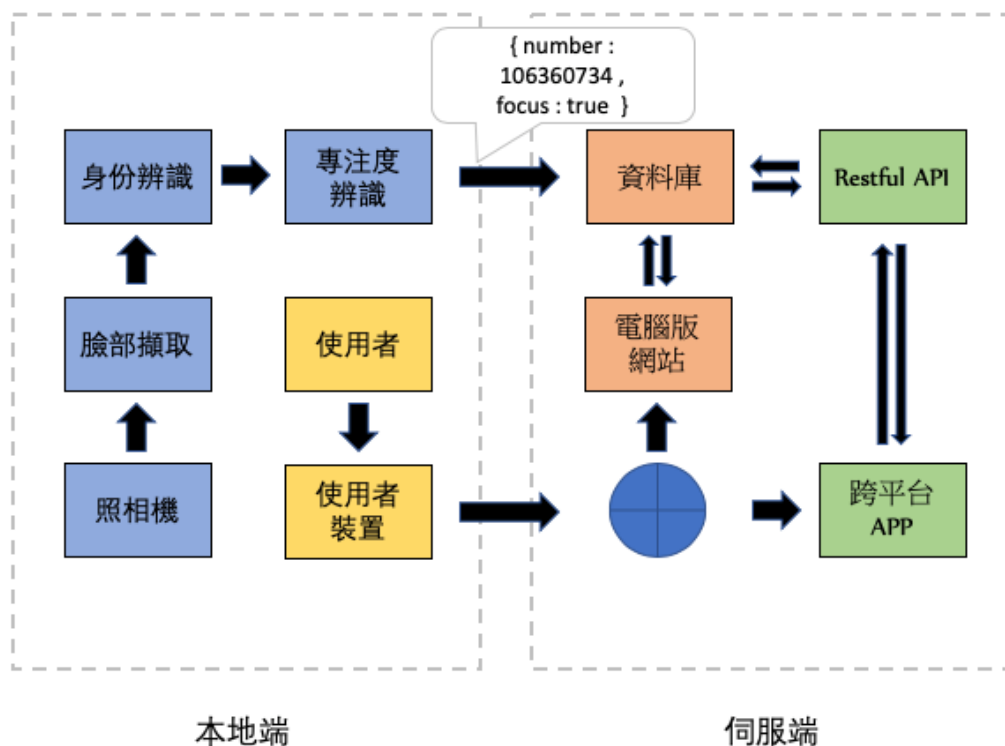 { number :
106360734 ,
focus : true }
身份辨識
專注度
辨識
資料庫
Restful API
臉部擷取
使用者
電腦版
網站
照相機
使用者
裝置
跨平台
APP
本地端
伺服端